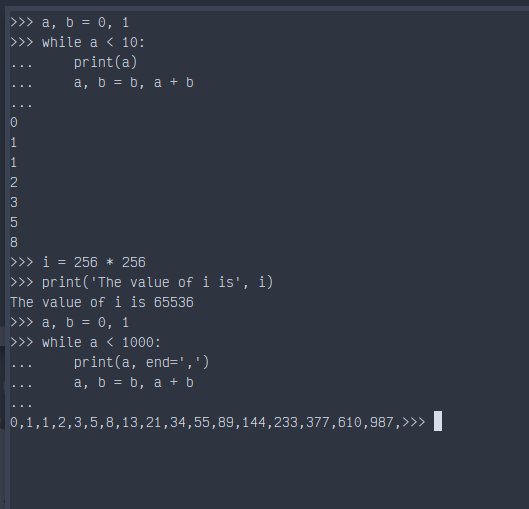 >>> a, b = 0, 1
>>> while a < 10:
...     print(a)
...     a, b = b, a + b
...
0
1
1
2
3
5
8
>>> i = 256 * 256
>>> print('The value of i is', i)
The value of i is 65536
>>> a, b = 0, 1
>>> while a < 1000:
...     print(a, end=',')
...     a, b = b, a + b
...
0,1,1,2,3,5,8,13,21,34,55,89,144,233,377,610,987,>>>